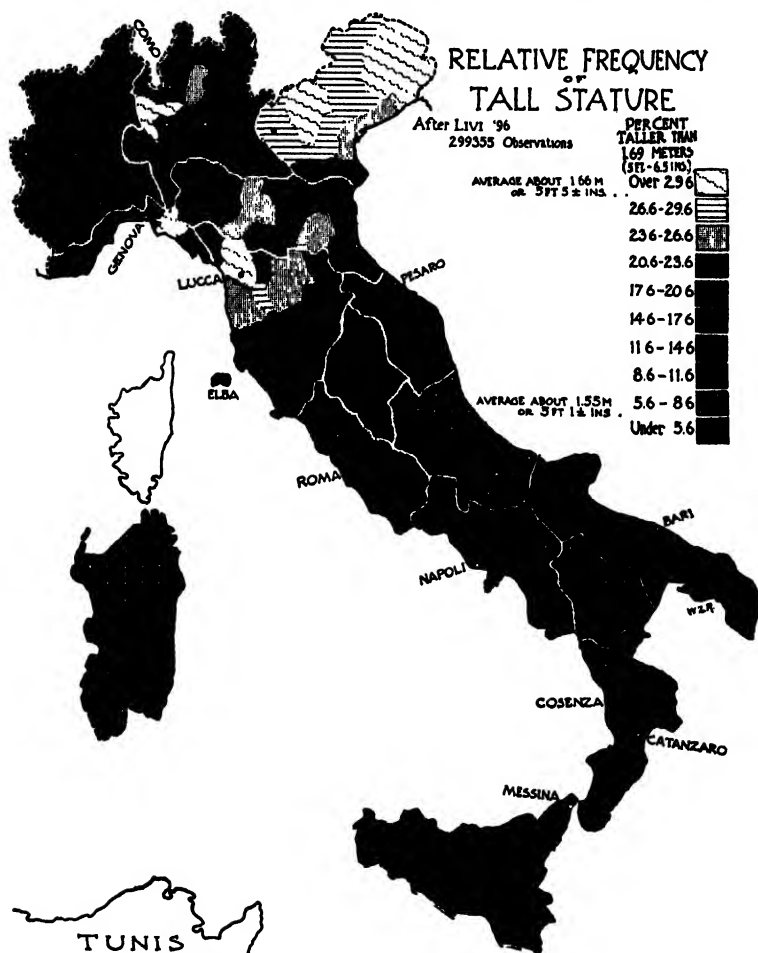 COMO
RELATIVE FREQUENCY
OF
TALL STATURE
After LIVI '96
299355 Observations
PERCENT
TALLER THAN
1.69 METERS
(5 FT.-6.5 INS.)
AVERAGE ABOUT 1.66 M
OR 5 FT 5 ± INS. . .
Over 29.6
26.6-29.6
23.6-26.6
20.6-23.6
17.6-20.6
14.6-17.6
11.6-14.6
8.6-11.6
AVERAGE ABOUT 1.55 M
OR 5 FT 1 ± INS .
5.6-8.6
Under 5.6
GENOVA
LUCCA
PESARO
ELBA
ROMA
BARI
NAPOLI
W.Z.R.
COSENZA
CATANZARO
MESSINA
TUNIS